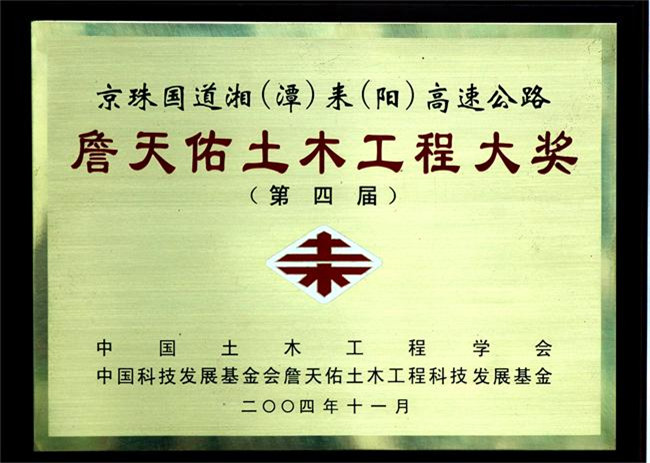 京珠国道湘(潭)耒(阳)高速公路
詹天佑土木工程大奖
(第四届)
中国土木工程学会
中国科技发展基金会詹天佑土木工程科技发展基金
二〇〇四年十一月